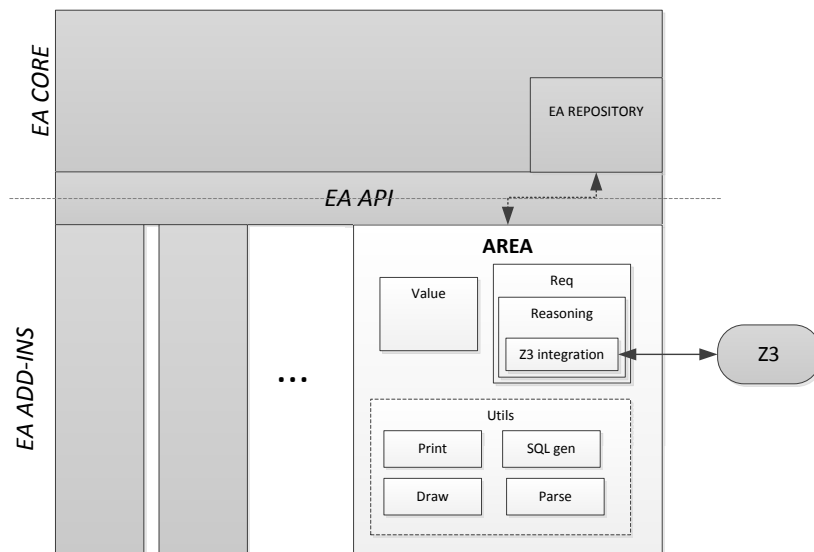 EA CORE
EA REPOSITORY
EA API
EA ADD-INS
...
AREA
Value
Req
Reasoning
Z3 integration
Z3
Utils
Print
SQL gen
Draw
Parse